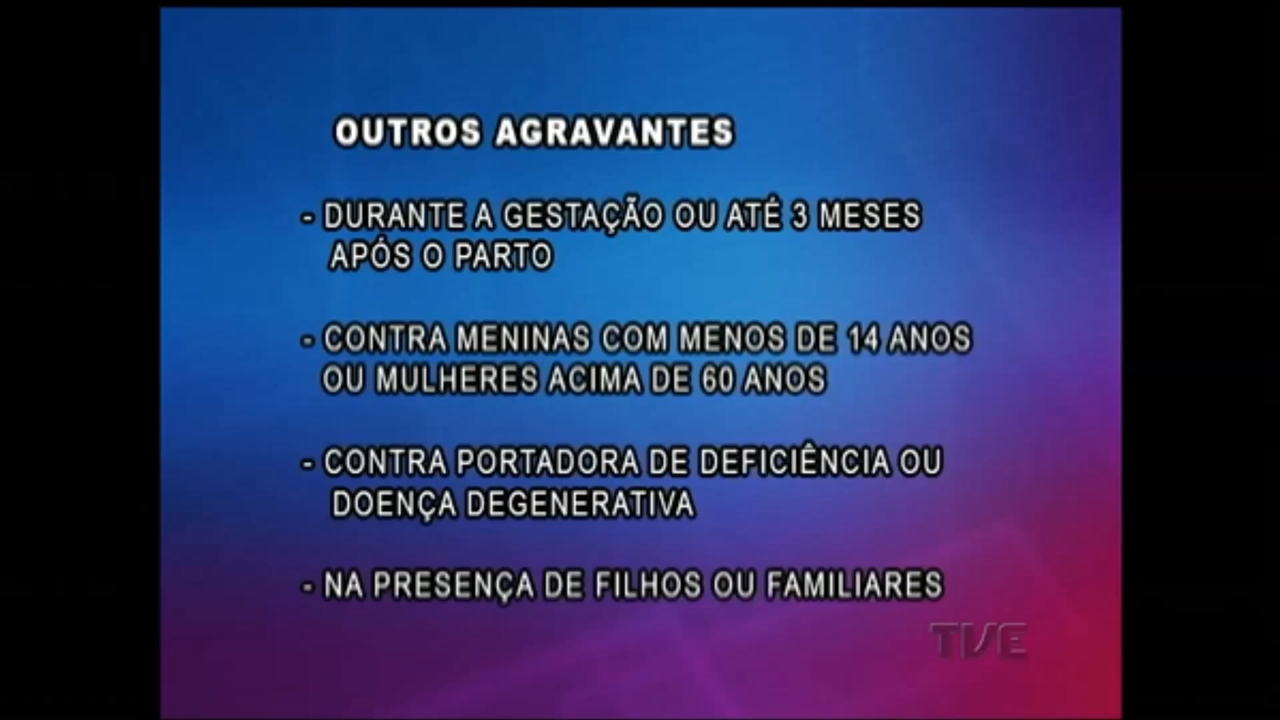 OUTROS AGRAVANTES
- DURANTE A GESTAÇÃO OU ATÉ 3 MESES
APÓS O PARTO
- CONTRA MENINAS COM MENOS DE 14 ANOS
OU MULHERES ACIMA DE 60 ANOS
- CONTRA PORTADORA DE DEFICIÊNCIA OU
DOENÇA DEGENERATIVA
- NA PRESENÇA DE FILHOS OU FAMILIARES
TVE